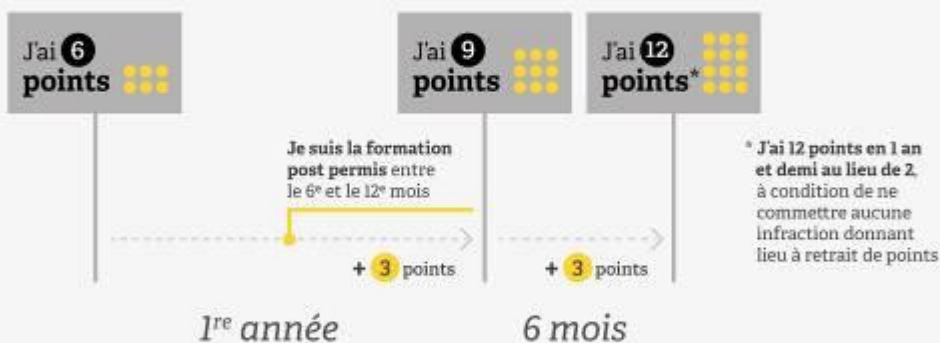 J'ai 6
points
J'ai 9
points
J'ai 12
points*
Je suis la formation
post permis entre
le 6e et le 12e mois
* J'ai 12 points en 1 an
et demi au lieu de 2,
à condition de ne
commettre aucune
infraction donnant
lieu à retrait de points
+ 3 points
+ 3 points
1re année
6 mois